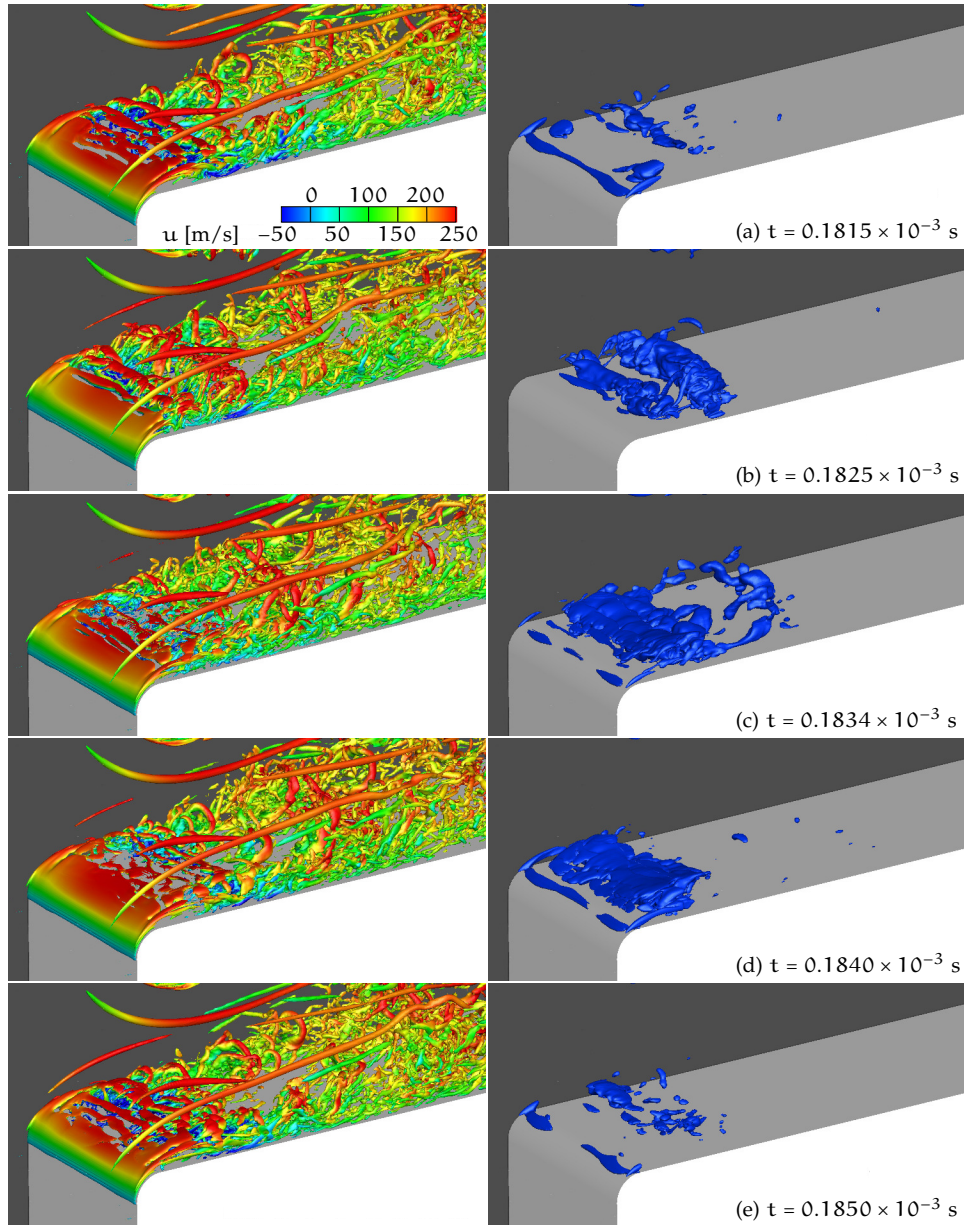 0 100 200
u [m/s] −50 50 150 250
(a) t = 0.1815 × 10⁻³ s
(b) t = 0.1825 × 10⁻³ s
(c) t = 0.1834 × 10⁻³ s
(d) t = 0.1840 × 10⁻³ s
(e) t = 0.1850 × 10⁻³ s